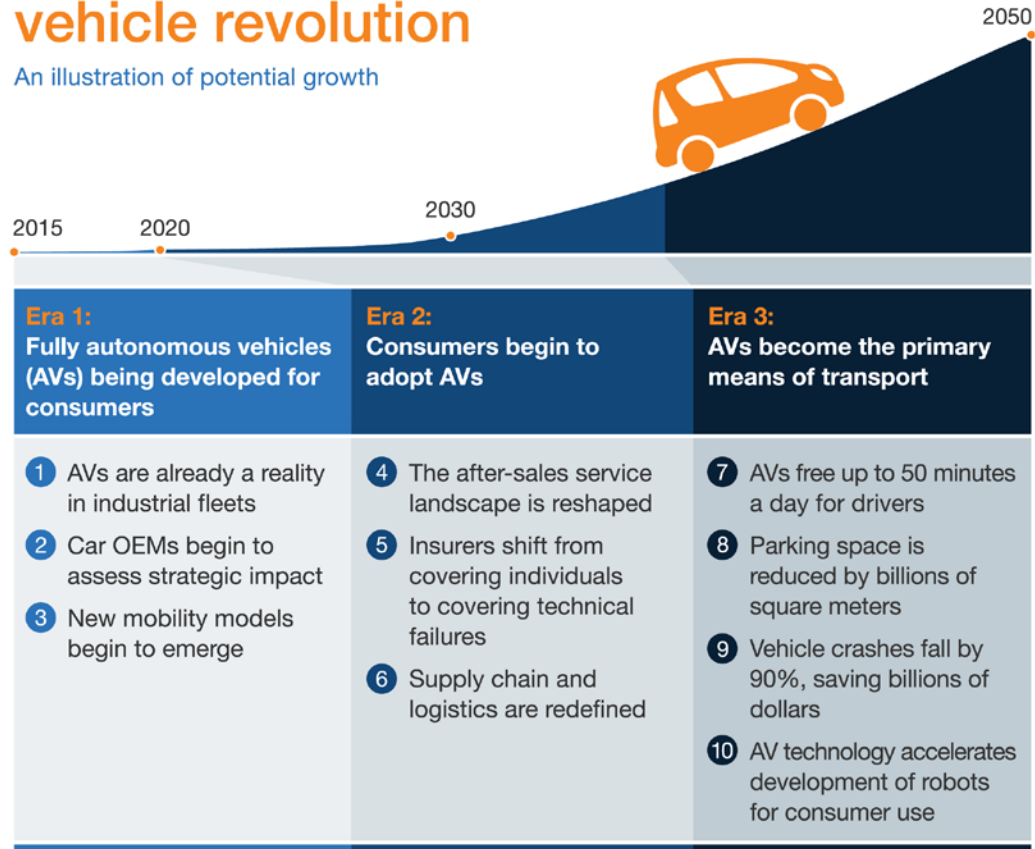 vehicle revolution
An illustration of potential growth
2015
2020
2030
2050
Era 1:
Fully autonomous vehicles
(AVs) being developed for
consumers
1 AVs are already a reality
in industrial fleets
2 Car OEMs begin to
assess strategic impact
3 New mobility models
begin to emerge
Era 2:
Consumers begin to
adopt AVs
4 The after-sales service
landscape is reshaped
5 Insurers shift from
covering individuals
to covering technical
failures
6 Supply chain and
logistics are redefined
Era 3:
AVs become the primary
means of transport
7 AVs free up to 50 minutes
a day for drivers
8 Parking space is
reduced by billions of
square meters
9 Vehicle crashes fall by
90%, saving billions of
dollars
10 AV technology accelerates
development of robots
for consumer use